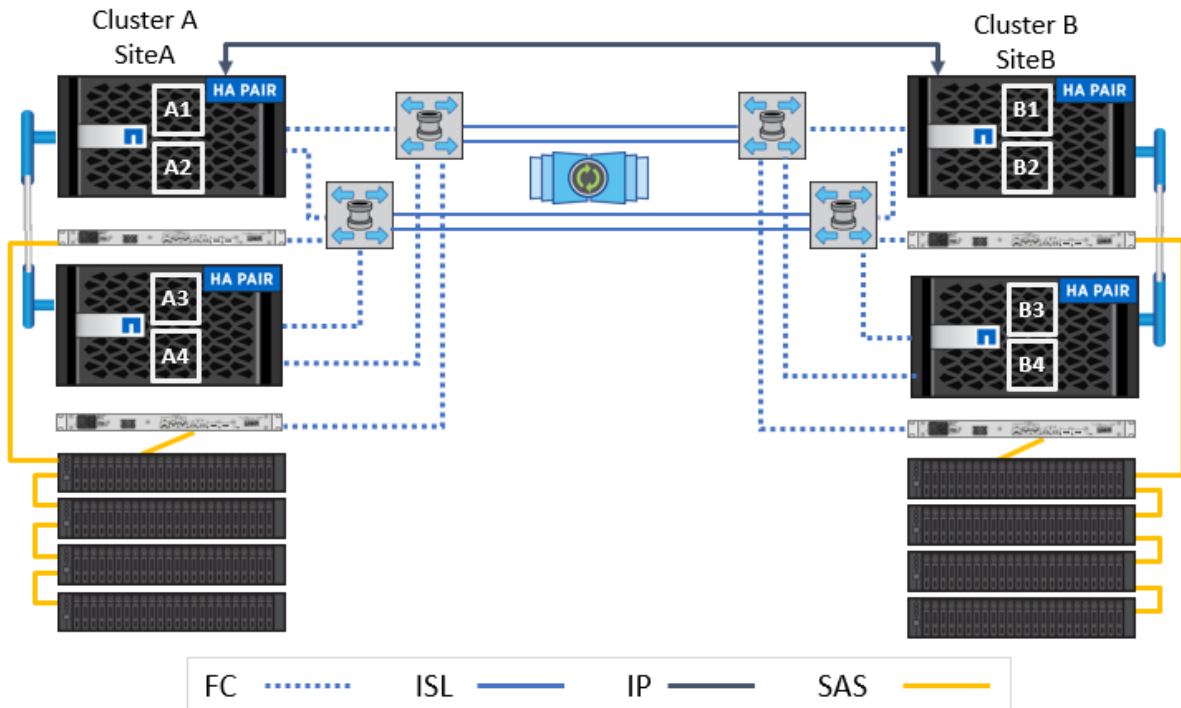 Cluster A
SiteA
Cluster B
SiteB
HA PAIR
A1
A2
HA PAIR
B1
B2
HA PAIR
A3
A4
HA PAIR
B3
B4
FC
ISL
IP
SAS